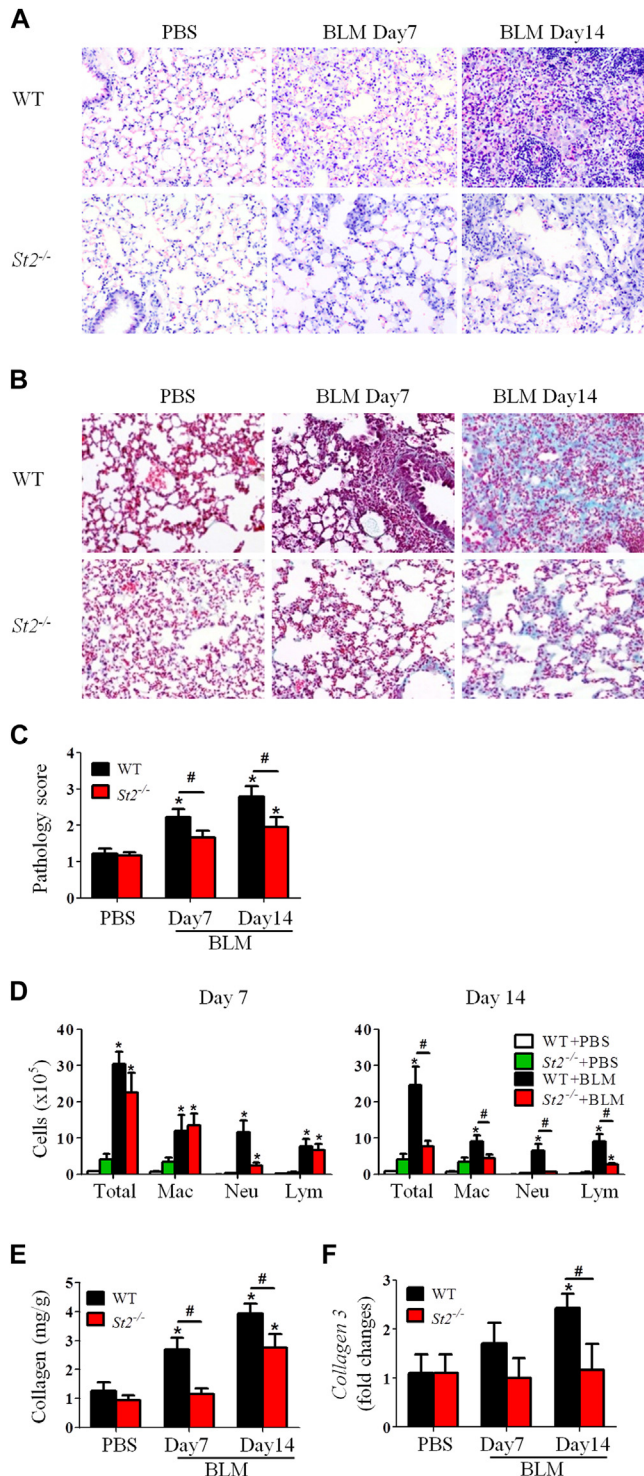 A
PBS BLM Day7 BLM Day14
WT
St2-/-
B
PBS BLM Day7 BLM Day14
WT
St2-/-
C
Pathology score
4
3
2
1
0
WT
St2-/-
* # * # *
PBS Day7 Day14
BLM
D
Day 7 Day 14
Cells (x10⁵)
40
30
20
10
0
* * * * * * * *
Total Mac Neu Lym
40
30
20
10
0
WT+PBS
St2-/-+PBS
WT+BLM
St2-/-+BLM
* # * # * # * # *
Total Mac Neu Lym
E
Collagen (mg/g)
5
4
3
2
1
0
WT
St2-/-
* # * # *
PBS Day7 Day14
BLM
F
Collagen 3
(fold changes)
3
2
1
0
WT
St2-/-
* #
PBS Day7 Day14
BLM